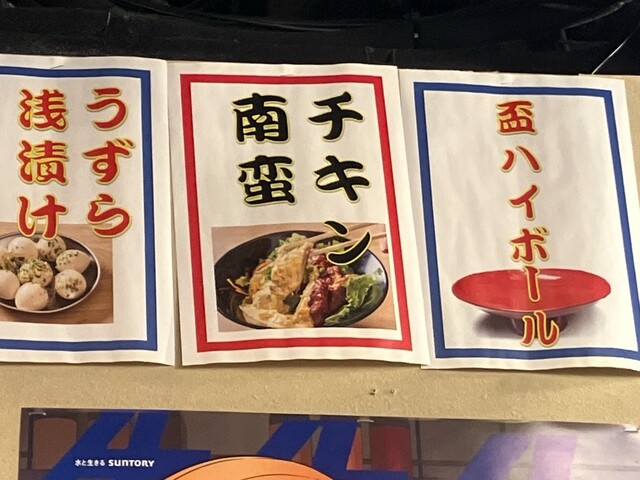 うずら
浅漬け
チキン
南蛮
盃ハイボール
水と生きる SUNTORY